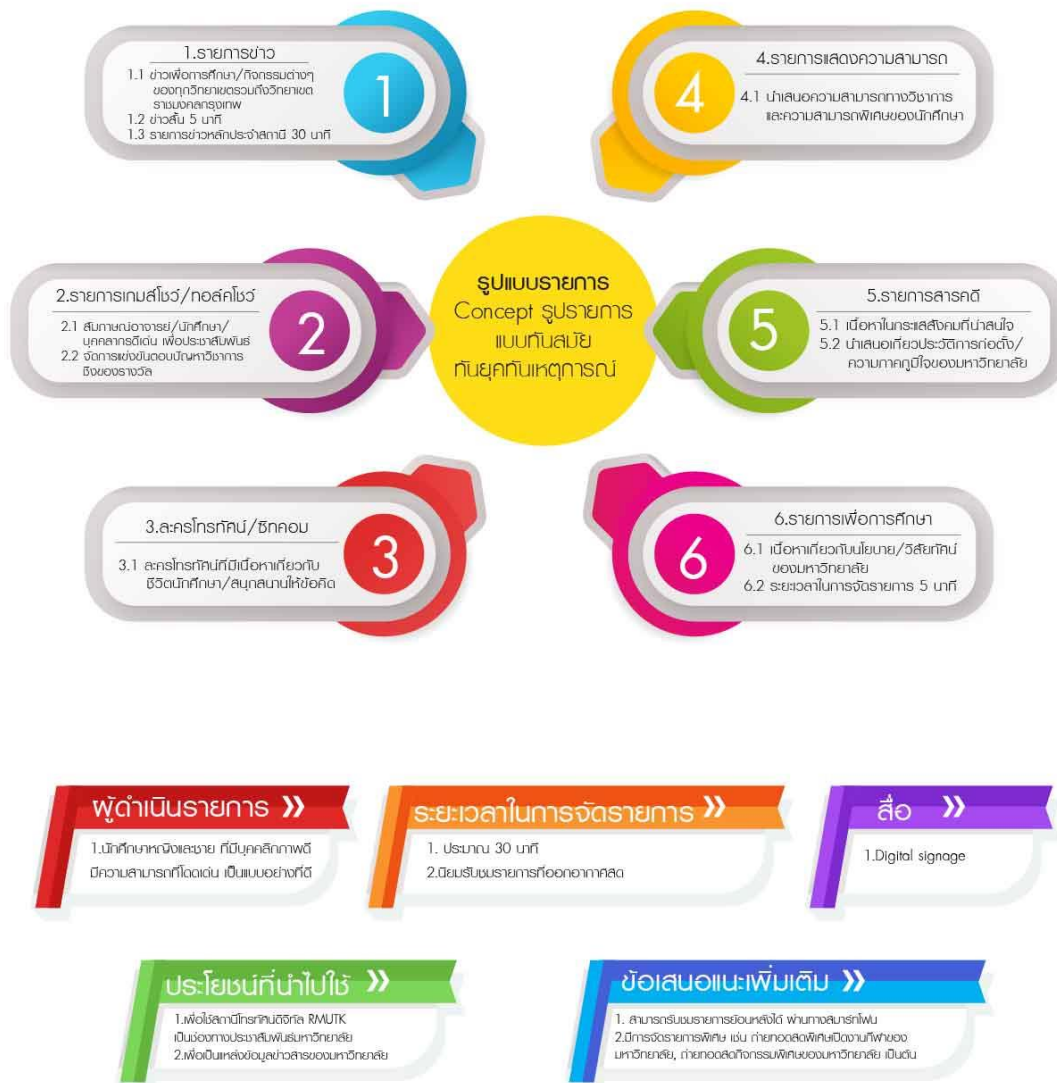 1.รายการข่าว
1.1 ข่าวเพื่อการศึกษา/กิจกรรมต่างๆ
ของทุกวิทยาเขตรวมถึงวิทยาเขต
ราชมงคลกรุงเทพ
1.2 ข่าวสั้น 5 นาที
1.3 รายการข่าวหลักประจำสถานี 30 นาที
1
2.รายการเกมส์โชว์/ทอล์คโชว์
2.1 สัมภาษณ์อาจารย์/นักศึกษา/
บุคคลากรดีเด่น เพื่อประชาสัมพันธ์
2.2 จัดการแข่งขันตอบปัญหาวิชาการ
ชิงของรางวัล
2
3.ละครโทรทัศน์/ซิทคอม
3.1 ละครโทรทัศน์ที่มีเนื้อหาเกี่ยวกับ
ชีวิตนักศึกษา/สนุกสนานให้ข้อคิด
3
รูปแบบรายการ
Concept รูปรายการ
แบบทันสมัย
ทันยุคทันเหตุการณ์
4
4.รายการแสดงความสามารถ
4.1 นำเสนอความสามารถทางวิชาการ
และความสามารถพิเศษของนักศึกษา
5
5.รายการสารคดี
5.1 เนื้อหาในกระแสสังคมที่น่าสนใจ
5.2 นำเสนอเกี่ยวประวัติการก่อตั้ง/
ความภาคภูมิใจของมหาวิทยาลัย
6
6.รายการเพื่อการศึกษา
6.1 เนื้อหาเกี่ยวกับนโยบาย/วิสัยทัศน์
ของมหาวิทยาลัย
6.2 ระยะเวลาในการจัดรายการ 5 นาที
ผู้ดำเนินรายการ »
1.นักศึกษาหญิงและชาย ที่มีบุคคลิกภาพดี
มีความสามารถที่โดดเด่น เป็นแบบอย่างที่ดี
ระยะเวลาในการจัดรายการ »
1. ประมาณ 30 นาที
2.นิยมรับชมรายการที่ออกอากาศสด
สื่อ »
1.Digital signage
ประโยชน์ที่นำไปใช้ »
1.เพื่อใช้สถานีโทรทัศน์ดิจิทัล RMUTK
เป็นช่องทางประชาสัมพันธ์มหาวิทยาลัย
2.เพื่อเป็นแหล่งข้อมูลข่าวสารของมหาวิทยาลัย
ข้อเสนอแนะเพิ่มเติม »
1. สามารถรับชมรายการย้อนหลังได้ ผ่านทางสมาร์ทโฟน
2.มีการจัดรายการพิเศษ เช่น ถ่ายทอดสดพิเศษเปิดงานกีฬาของ
มหาวิทยาลัย, ถ่ายทอดสดกิจกรรมพิเศษของมหาวิทยาลัย เป็นต้น